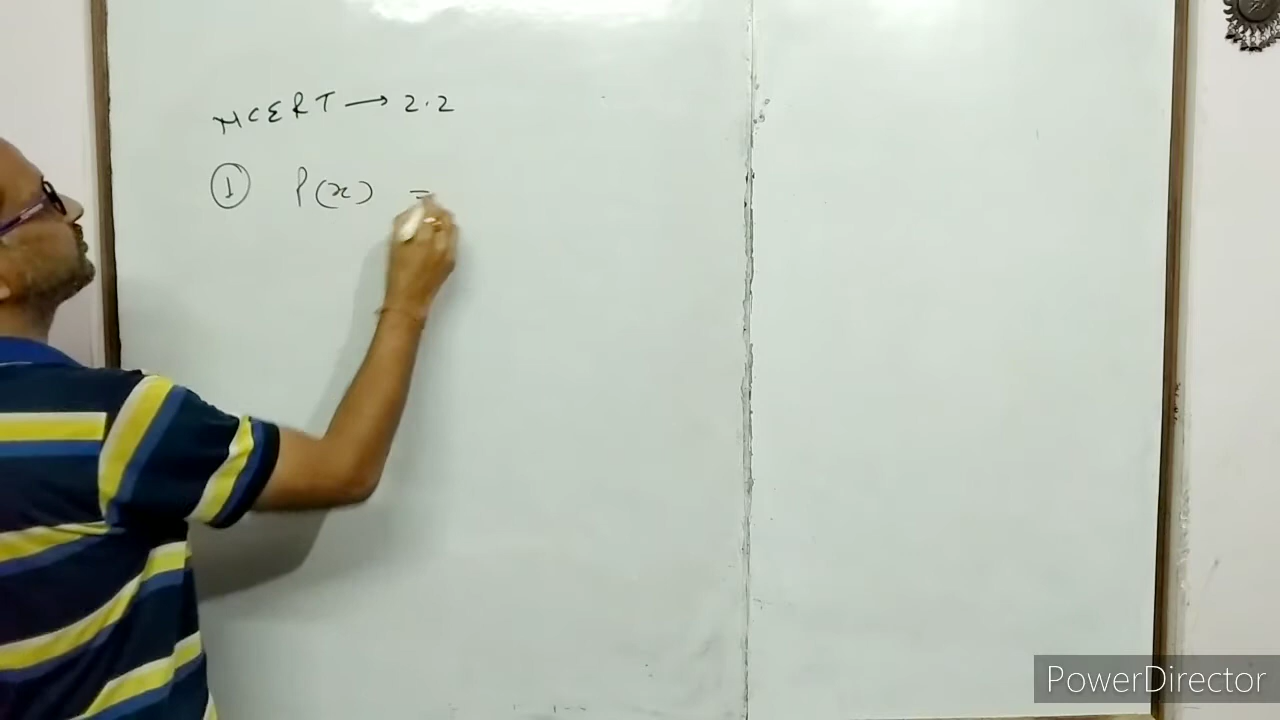 NCERT → 2.2
① P(x) =
PowerDirector